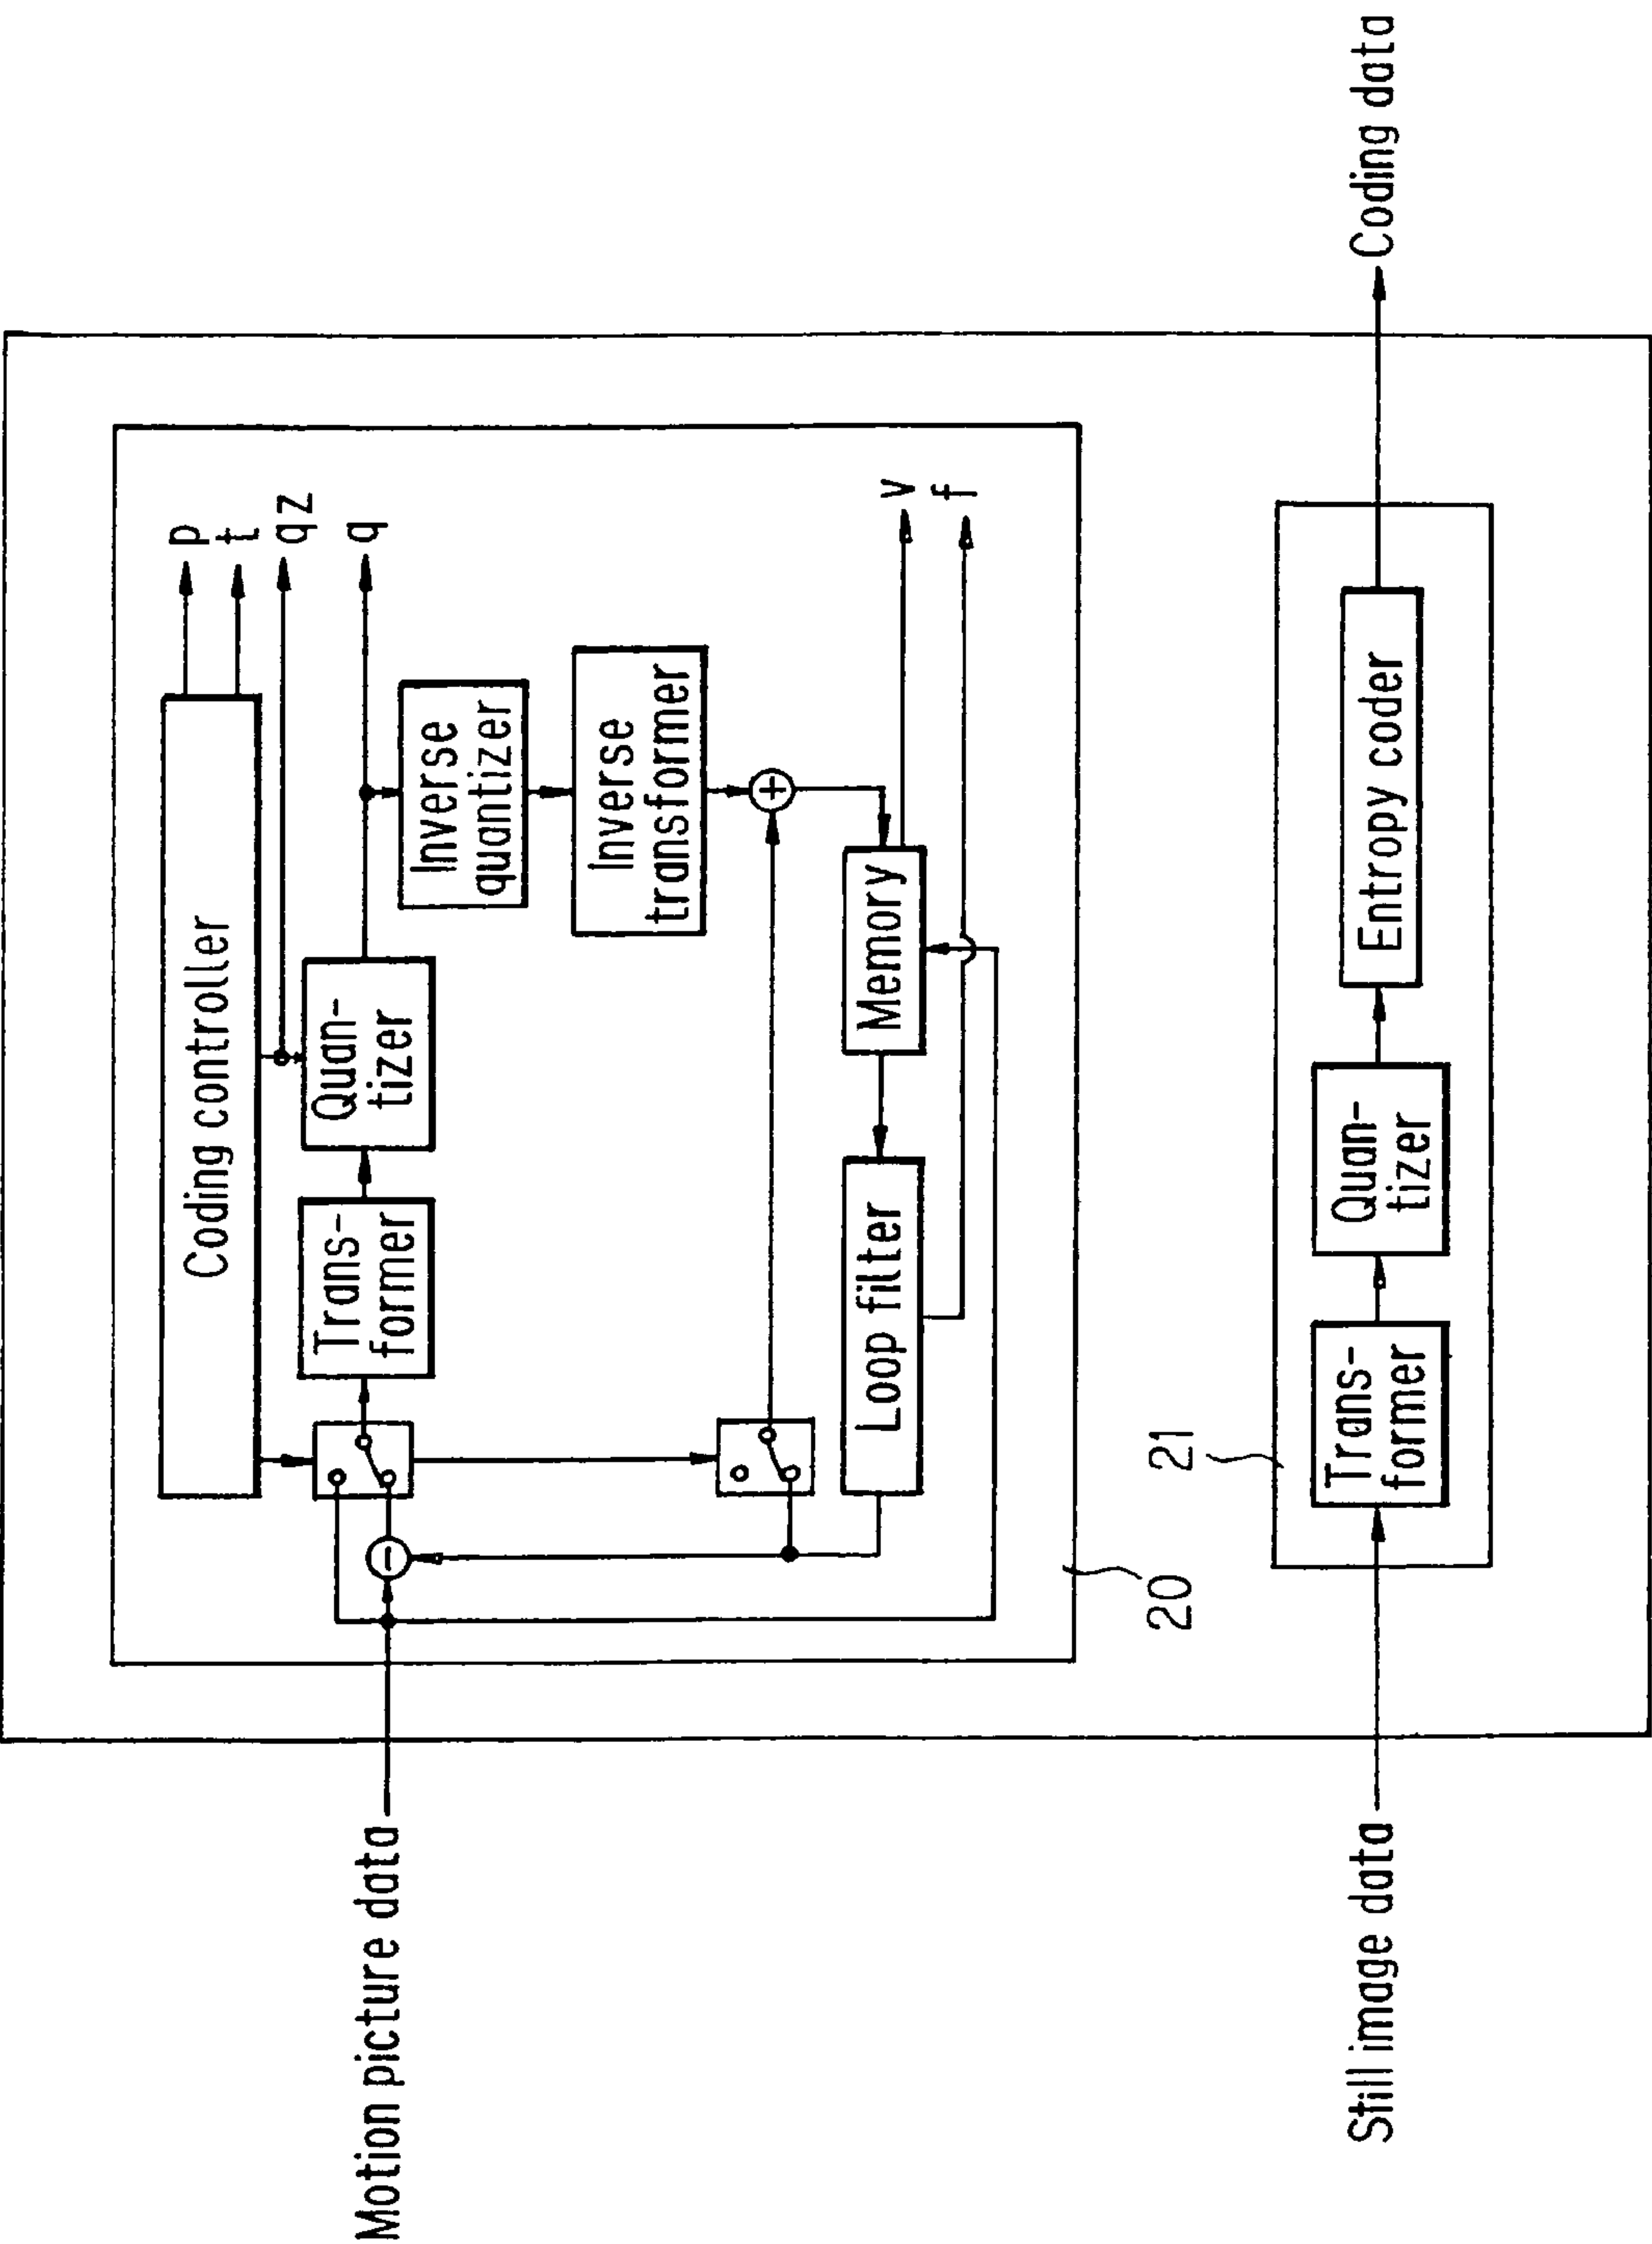 Motion picture data
Coding controller
p
t
qz
q
Trans-
former
Quan-
tizer
Inverse
quantizer
Inverse
transformer
+
−
Memory
Loop filter
v
f
20
21
Still image data
Trans-
former
Quan-
tizer
Entropy coder
Coding data